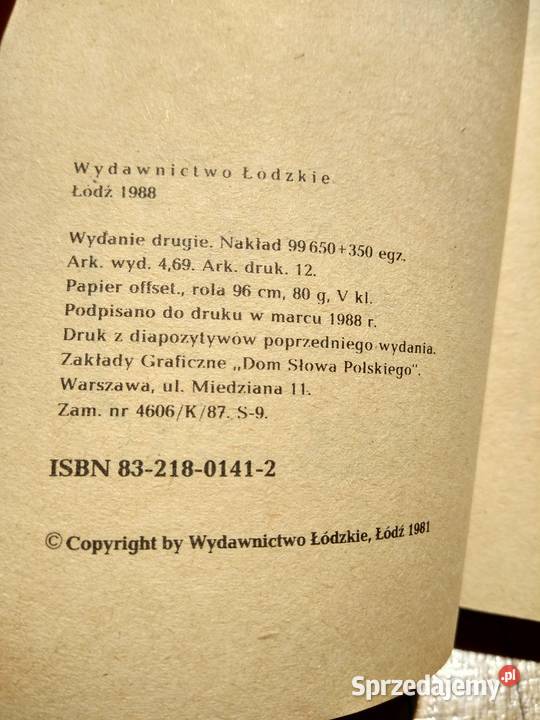 Wydawnictwo Łodzkie
Łódź 1988
Wydanie drugie. Nakład 99 650 + 350 egz.
Ark. wyd. 4,69. Ark. druk. 12.
Papier offset., rola 96 cm, 80 g, V kl.
Podpisano do druku w marcu 1988 r.
Druk z diapozytywów poprzedniego wydania.
Zakłady Graficzne „Dom Słowa Polskiego".
Warszawa, ul. Miedziana 11.
Zam. nr 4606/K/87. S-9.
ISBN 83-218-0141-2
© Copyright by Wydawnictwo Łódzkie, Łódź 1981
Sprzedajemy.pl